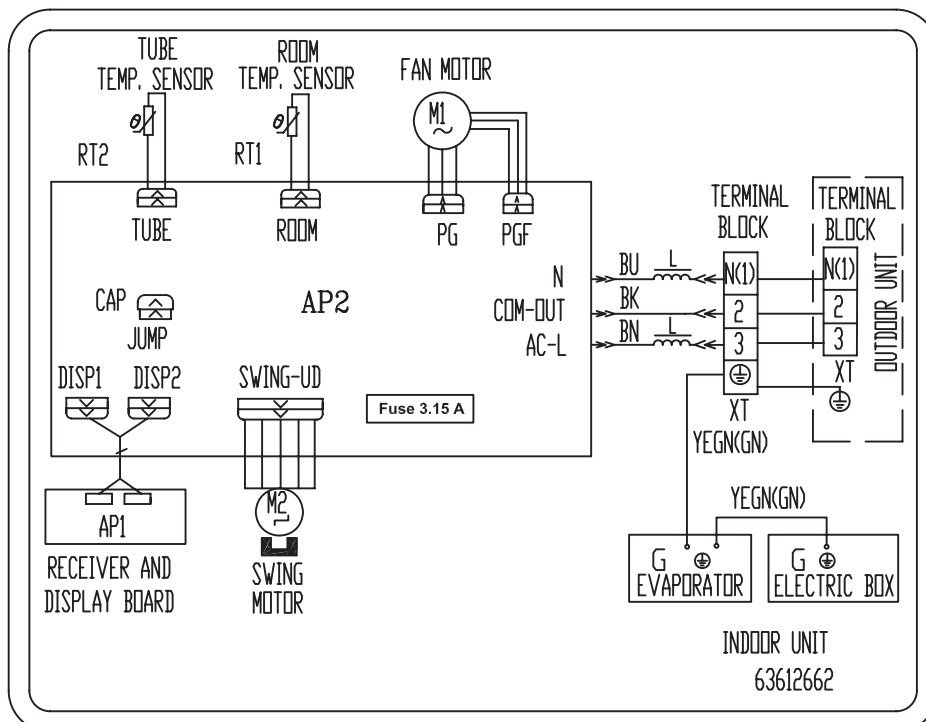 TUBE
TEMP. SENSOR
ROOM
TEMP. SENSOR
FAN MOTOR
M1
θ
RT2
θ
RT1
TUBE
ROOM
PG
PGF
TERMINAL
BLOCK
TERMINAL
BLOCK
OUTDOOR UNIT
N
BU
L
N(1)
N(1)
COM-OUT
BK
2
2
AC-L
BN
L
3
3
CAP
JUMP
AP2
XT
XT
DISP1
DISP2
SWING-UD
Fuse 3.15 A
YEGN(GN)
YEGN(GN)
M2
AP1
RECEIVER AND
DISPLAY BOARD
SWING
MOTOR
G
EVAPORATOR
G
ELECTRIC BOX
INDOOR UNIT
63612662